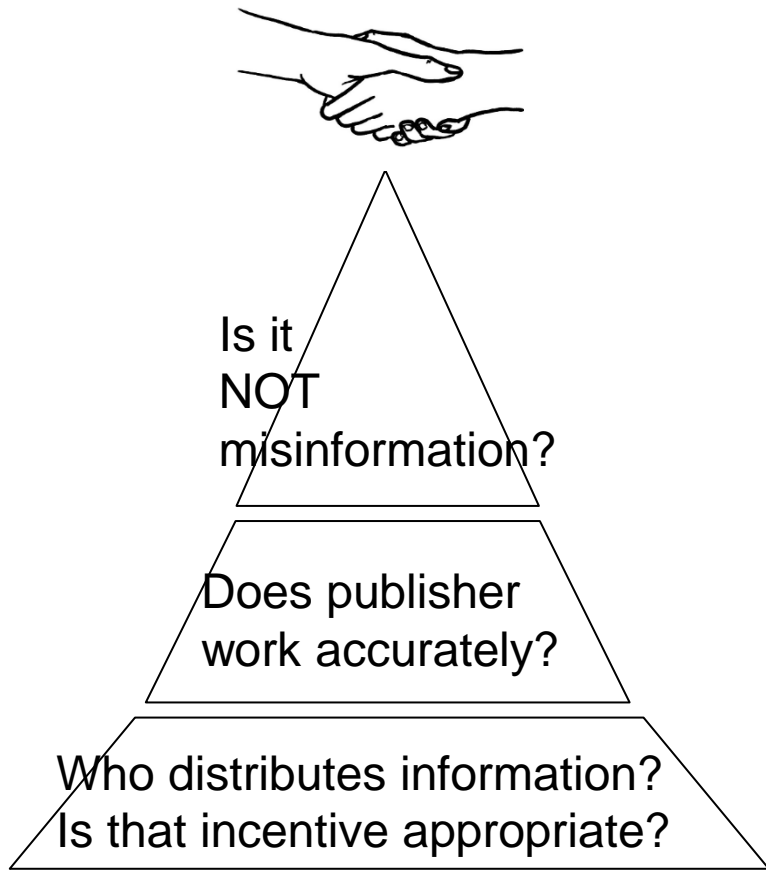 Is it
NOT
misinformation?
Does publisher
work accurately?
Who distributes information?
Is that incentive appropriate?